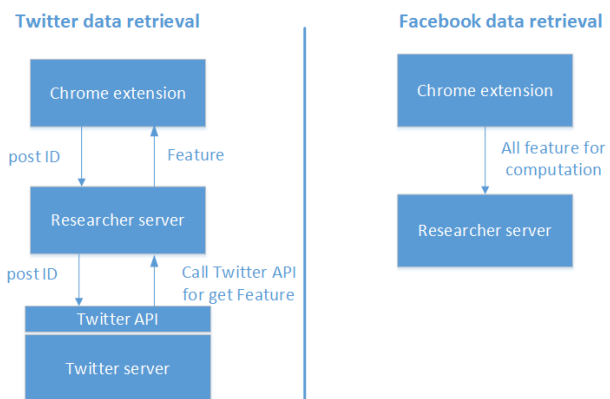 Twitter data retrieval
Chrome extension
post ID
Feature
Researcher server
post ID
Call Twitter API
for get Feature
Twitter API
Twitter server
Facebook data retrieval
Chrome extension
All feature for
computation
Researcher server